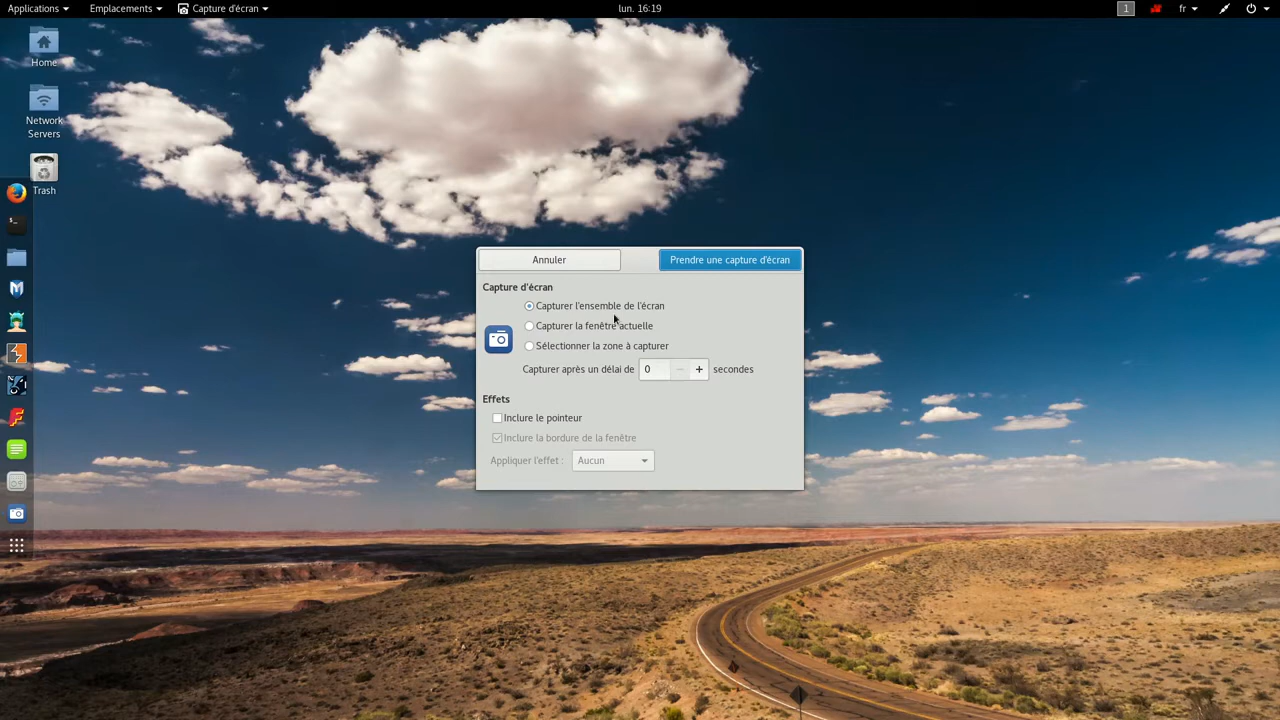 Applications
Emplacements
Capture d'écran
lun. 16:19
1
fr
Home
Network
Servers
Trash
Annuler
Prendre une capture d'écran
Capture d'écran
Capturer l'ensemble de l'écran
Capturer la fenêtre actuelle
Sélectionner la zone à capturer
Capturer après un délai de 0 − + secondes
Effets
Inclure le pointeur
Inclure la bordure de la fenêtre
Appliquer l'effet : Aucun